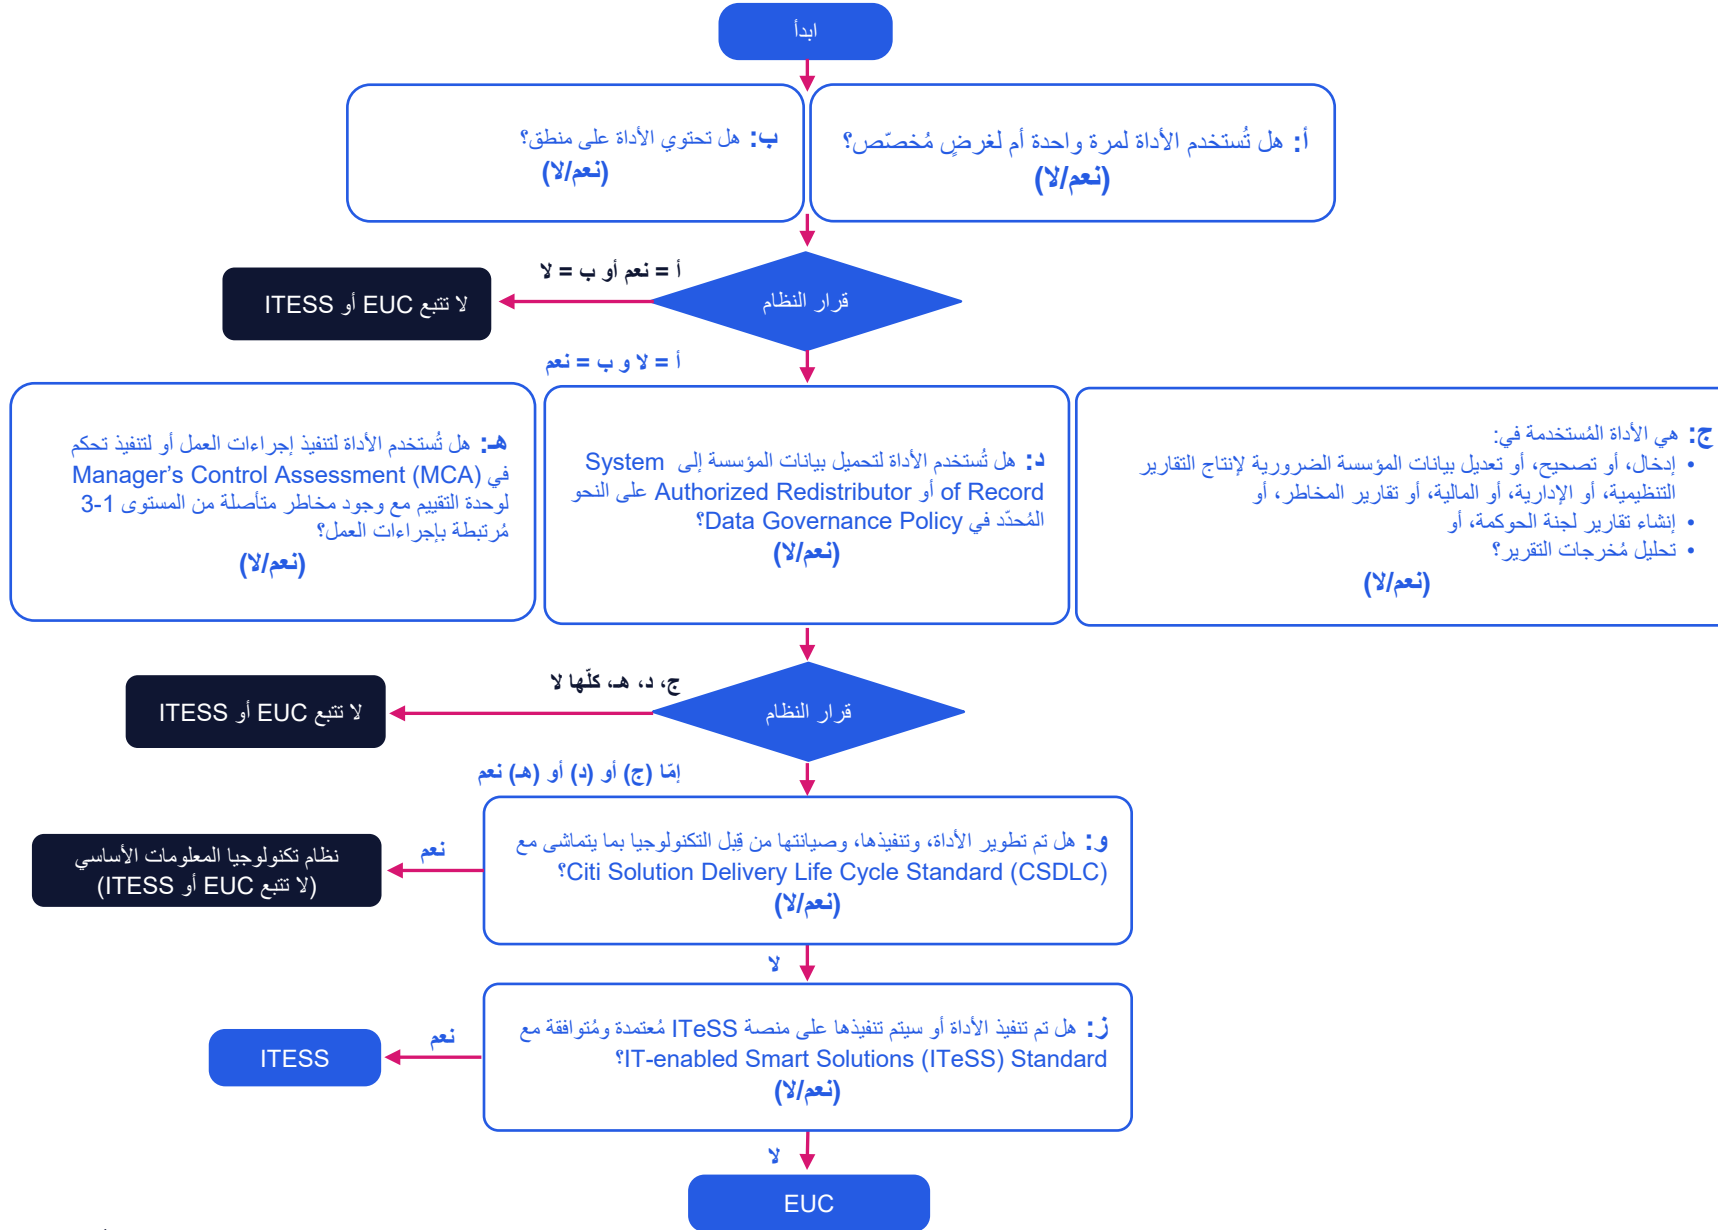 ابدأ
أ: هل تُستخدم الأداة لمرة واحدة أم لغرضٍ مُخصّص؟
(نعم/لا)
ب: هل تحتوي الأداة على منطق؟
(نعم/لا)
قرار النظام
أ = نعم أو ب = لا
لا تتبع EUC أو ITESS
أ = لا و ب = نعم
ج: هي الأداة المُستخدمة في:
• إدخال، أو تصحيح، أو تعديل بيانات المؤسسة الضرورية لإنتاج التقارير
التنظيمية، أو الإدارية، أو المالية، أو تقارير المخاطر، أو
• إنشاء تقارير لجنة الحوكمة، أو
• تحليل مُخرجات التقرير؟
(نعم/لا)
د: هل تُستخدم الأداة لتحميل بيانات المؤسسة إلى System
of Record أو Authorized Redistributor على النحو
المُحدّد في Data Governance Policy؟
(نعم/لا)
هـ: هل تُستخدم الأداة لتنفيذ إجراءات العمل أو لتنفيذ تحكم
في Manager’s Control Assessment (MCA)
لوحدة التقييم مع وجود مخاطر متأصلة من المستوى 1-3
مُرتبطة بإجراءات العمل؟
(نعم/لا)
قرار النظام
ج، د، هـ، كلّها لا
لا تتبع EUC أو ITESS
إمّا (ج) أو (د) أو (هـ) نعم
و: هل تم تطوير الأداة، وتنفيذها، وصيانتها من قِبل التكنولوجيا بما يتماشى مع
Citi Solution Delivery Life Cycle Standard (CSDLC)؟
(نعم/لا)
نعم
نظام تكنولوجيا المعلومات الأساسي
(لا تتبع EUC أو ITESS)
لا
ز: هل تم تنفيذ الأداة أو سيتم تنفيذها على منصة ITeSS مُعتمدة ومُتوافقة مع
IT-enabled Smart Solutions (ITeSS) Standard؟
(نعم/لا)
نعم
ITESS
لا
EUC